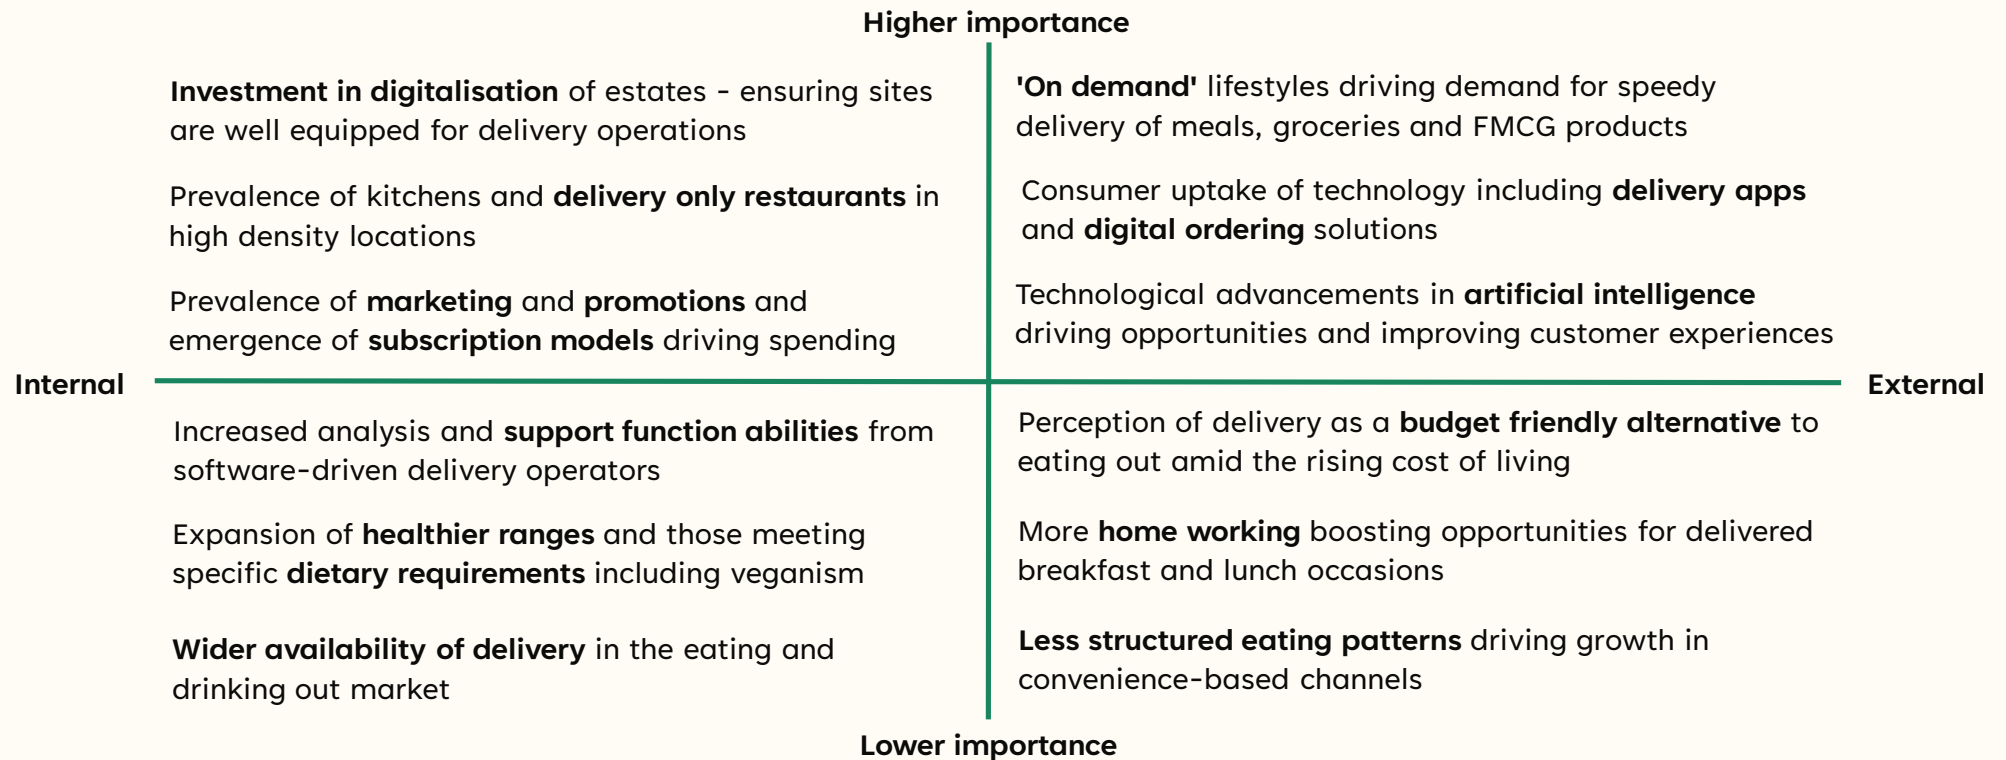 Higher importance
Investment in digitalisation of estates - ensuring sites
are well equipped for delivery operations
Prevalence of kitchens and delivery only restaurants in
high density locations
Prevalence of marketing and promotions and
emergence of subscription models driving spending
'On demand' lifestyles driving demand for speedy
delivery of meals, groceries and FMCG products
Consumer uptake of technology including delivery apps
and digital ordering solutions
Technological advancements in artificial intelligence
driving opportunities and improving customer experiences
Internal
External
Increased analysis and support function abilities from
software-driven delivery operators
Expansion of healthier ranges and those meeting
specific dietary requirements including veganism
Wider availability of delivery in the eating and
drinking out market
Perception of delivery as a budget friendly alternative to
eating out amid the rising cost of living
More home working boosting opportunities for delivered
breakfast and lunch occasions
Less structured eating patterns driving growth in
convenience-based channels
Lower importance